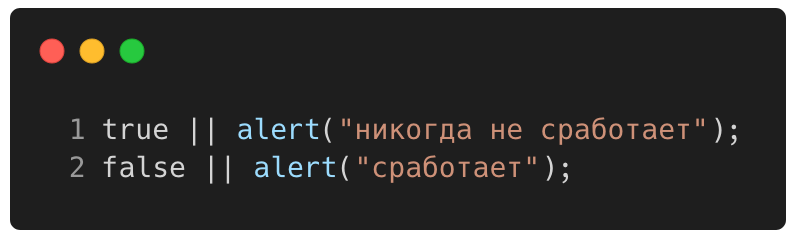 1 true || alert("никогда не сработает");
2 false || alert("сработает");